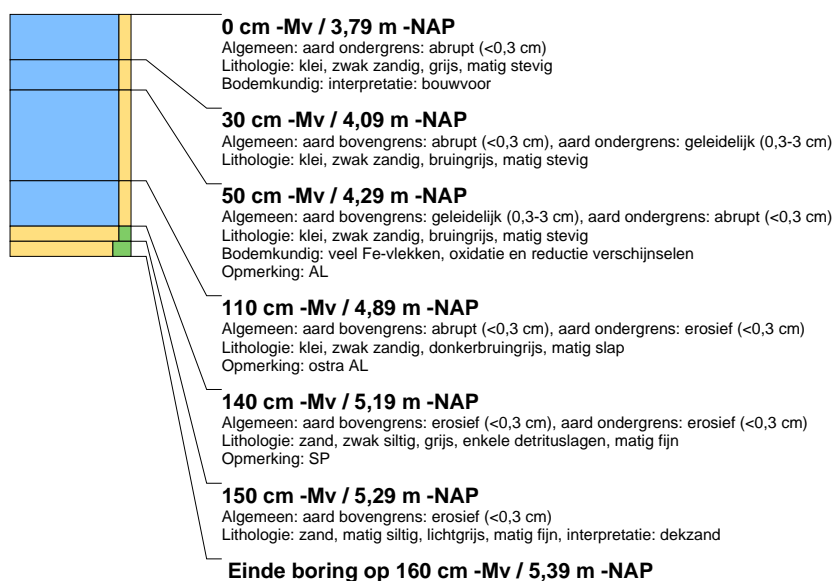 0 cm -Mv / 3,79 m -NAP
Algemeen: aard ondergrens: abrupt (<0,3 cm)
Lithologie: klei, zwak zandig, grijs, matig stevig
Bodemkundig: interpretatie: bouwvoor
30 cm -Mv / 4,09 m -NAP
Algemeen: aard bovengrens: abrupt (<0,3 cm), aard ondergrens: geleidelijk (0,3-3 cm)
Lithologie: klei, zwak zandig, bruingrijs, matig stevig
50 cm -Mv / 4,29 m -NAP
Algemeen: aard bovengrens: geleidelijk (0,3-3 cm), aard ondergrens: abrupt (<0,3 cm)
Lithologie: klei, zwak zandig, bruingrijs, matig stevig
Bodemkundig: veel Fe-vlekken, oxidatie en reductie verschijnselen
Opmerking: AL
110 cm -Mv / 4,89 m -NAP
Algemeen: aard bovengrens: abrupt (<0,3 cm), aard ondergrens: erosief (<0,3 cm)
Lithologie: klei, zwak zandig, donkerbruingrijs, matig slap
Opmerking: ostra AL
140 cm -Mv / 5,19 m -NAP
Algemeen: aard bovengrens: erosief (<0,3 cm), aard ondergrens: erosief (<0,3 cm)
Lithologie: zand, zwak siltig, grijs, enkele detrituslagen, matig fijn
Opmerking: SP
150 cm -Mv / 5,29 m -NAP
Algemeen: aard bovengrens: erosief (<0,3 cm)
Lithologie: zand, matig siltig, lichtgrijs, matig fijn, interpretatie: dekzand
Einde boring op 160 cm -Mv / 5,39 m -NAP